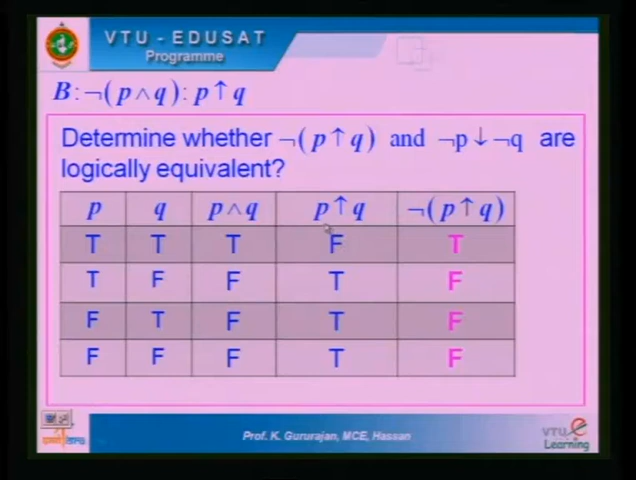 VTU - EDUSAT
Programme
B:¬(p∧q): p↑q
Determine whether ¬(p↑q) and ¬p↓¬q are
logically equivalent?
p q p∧q p↑q ¬(p↑q)
T T T F T
T F F T F
F T F T F
F F F T F
Prof. K. Gururajan, MCE, Hassan
VTU e
Learning